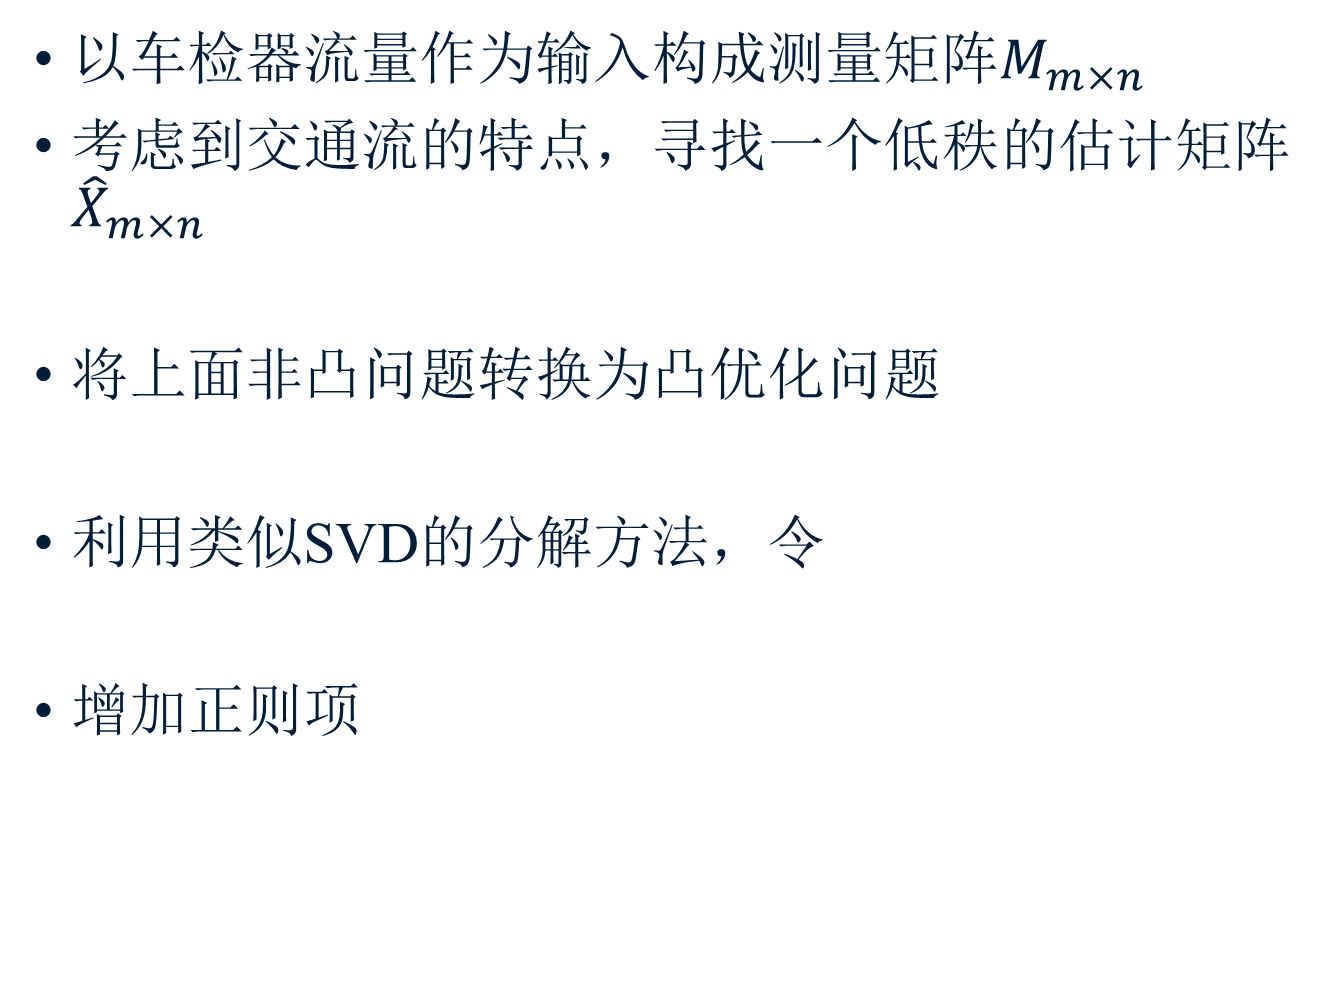 • 以车检器流量作为输入构成测量矩阵𝑀𝑚×𝑛
• 考虑到交通流的特点，寻找一个低秩的估计矩阵
X̂𝑚×𝑛
• 将上面非凸问题转换为凸优化问题
• 利用类似SVD的分解方法，令
• 增加正则项